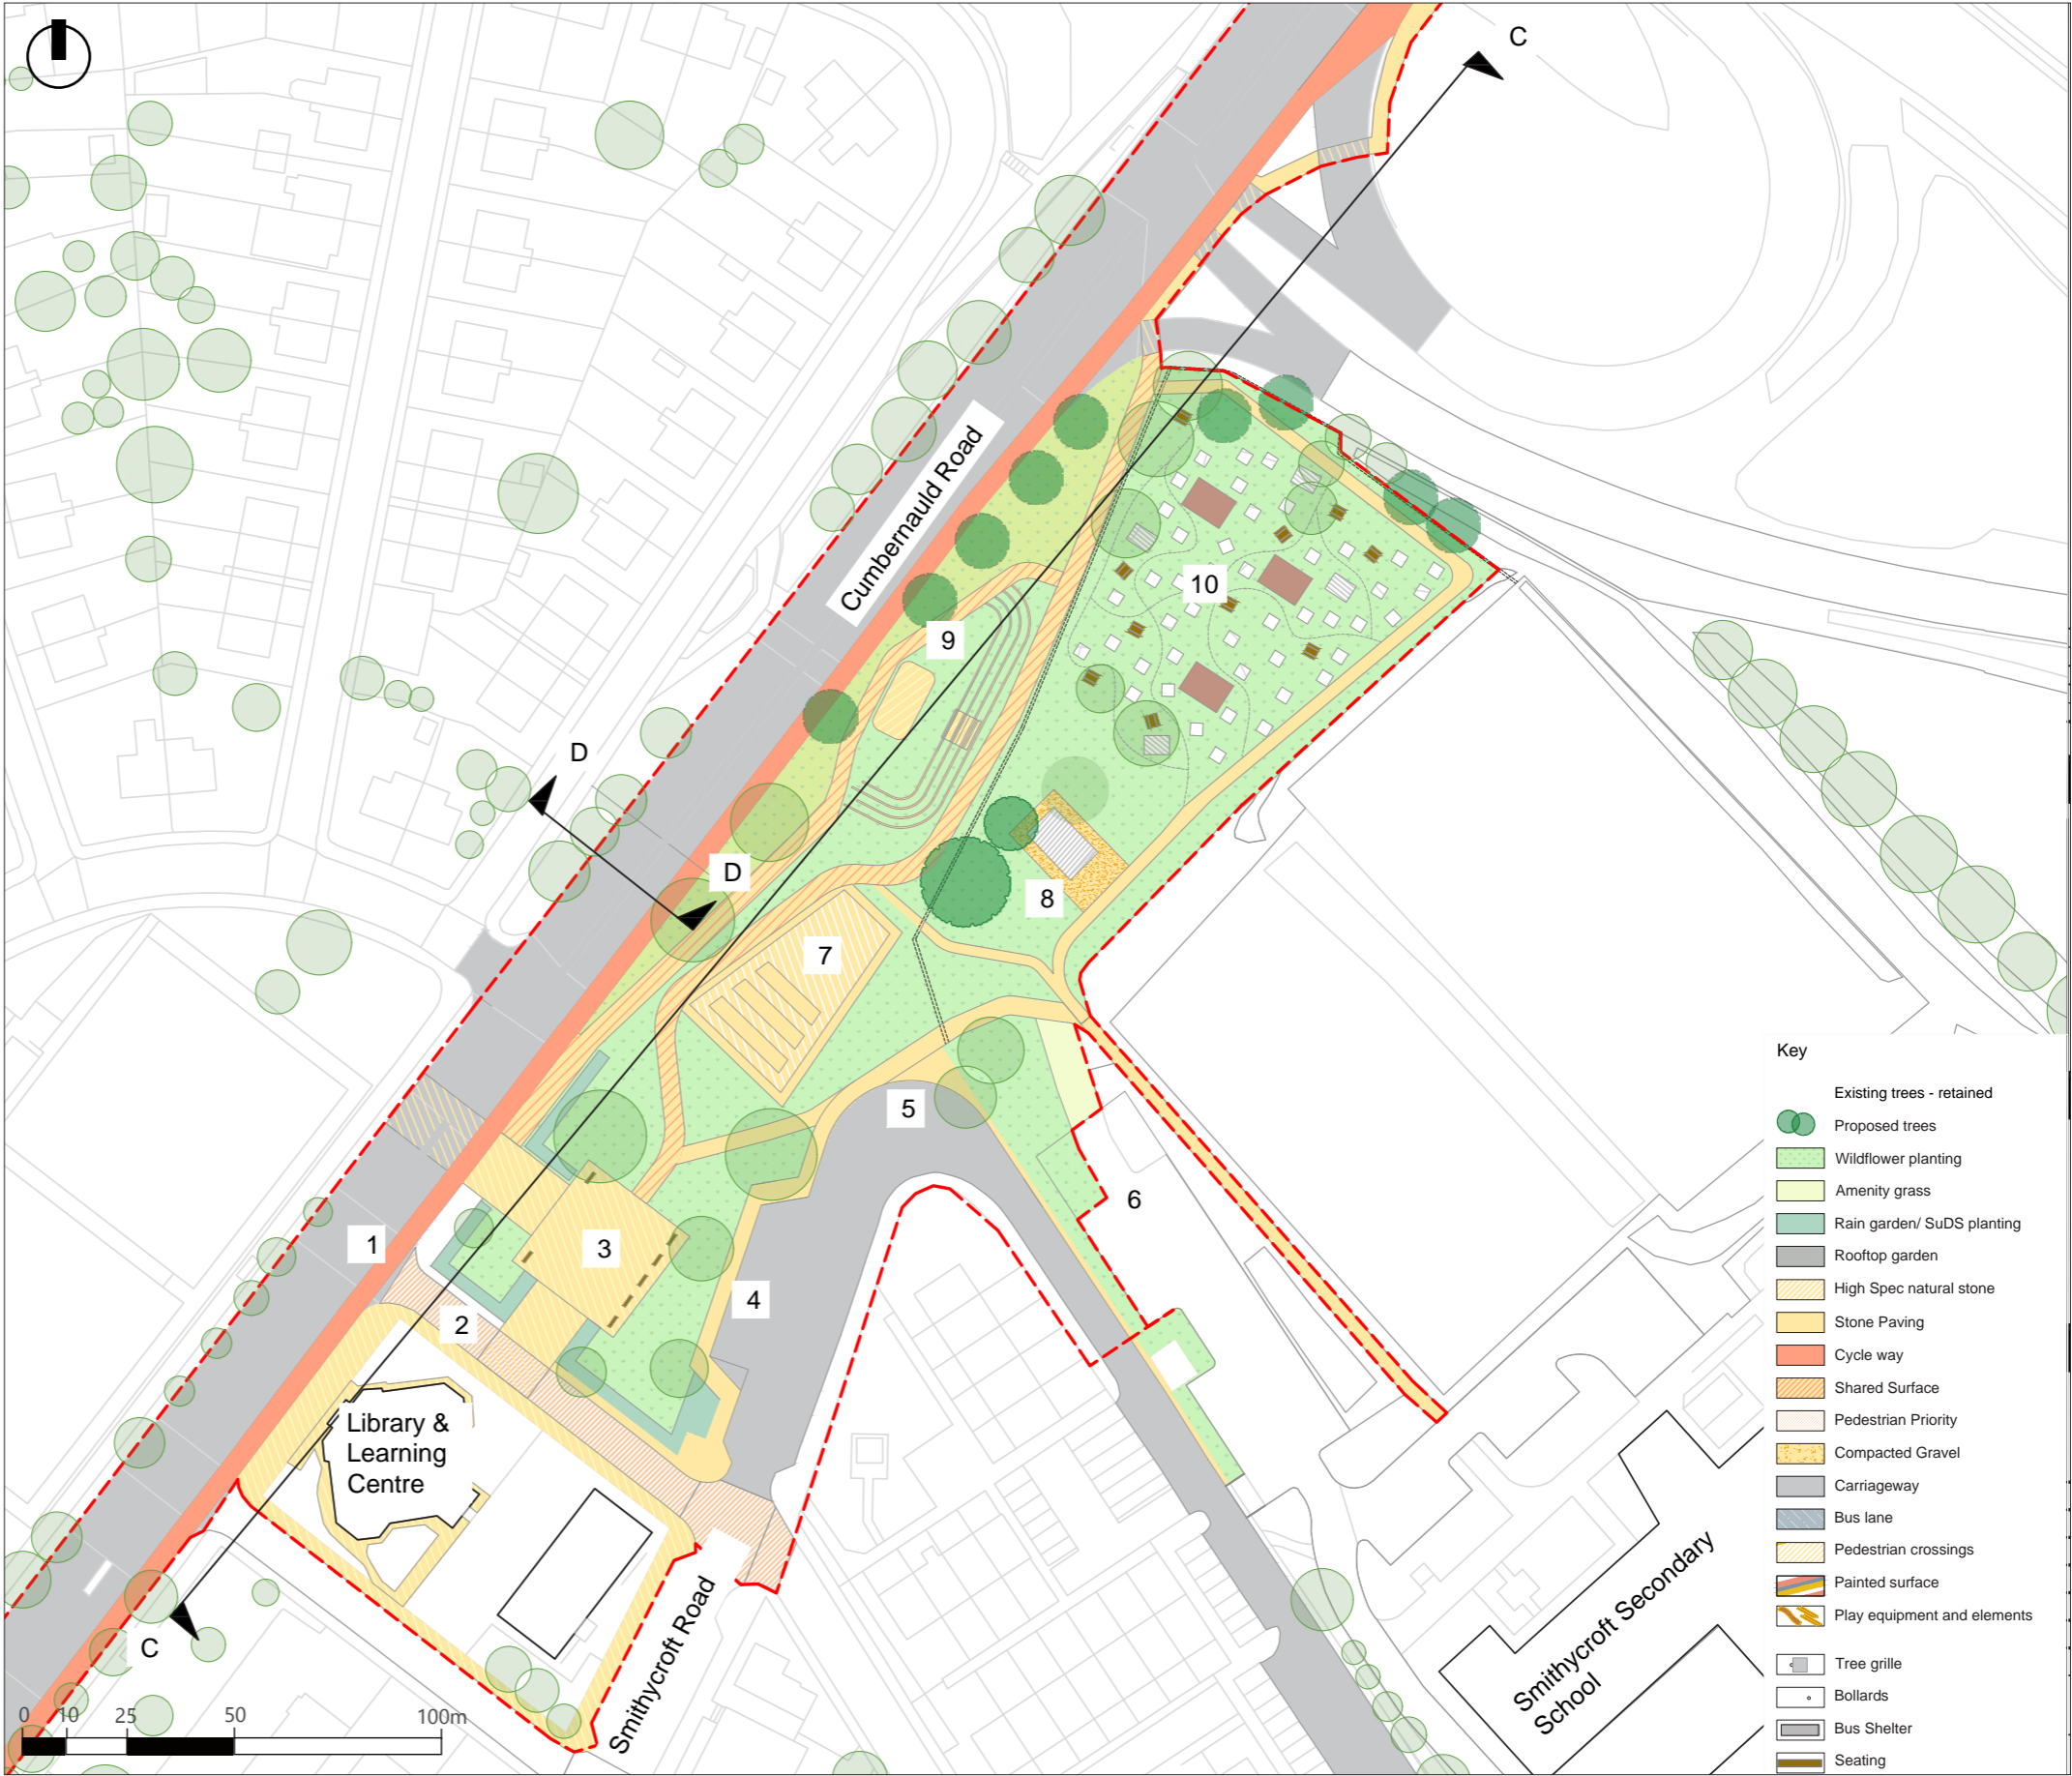 C
Cumbernauld Road
10
9
D
D
8
7
5
6
1
3
2
4
Library &
Learning
Centre
C
Smithycroft Road
Smithycroft Secondary
School
0 10 25 50 100m
Key
Existing trees - retained
Proposed trees
Wildflower planting
Amenity grass
Rain garden/ SuDS planting
Rooftop garden
High Spec natural stone
Stone Paving
Cycle way
Shared Surface
Pedestrian Priority
Compacted Gravel
Carriageway
Bus lane
Pedestrian crossings
Painted surface
Play equipment and elements
Tree grille
Bollards
Bus Shelter
Seating